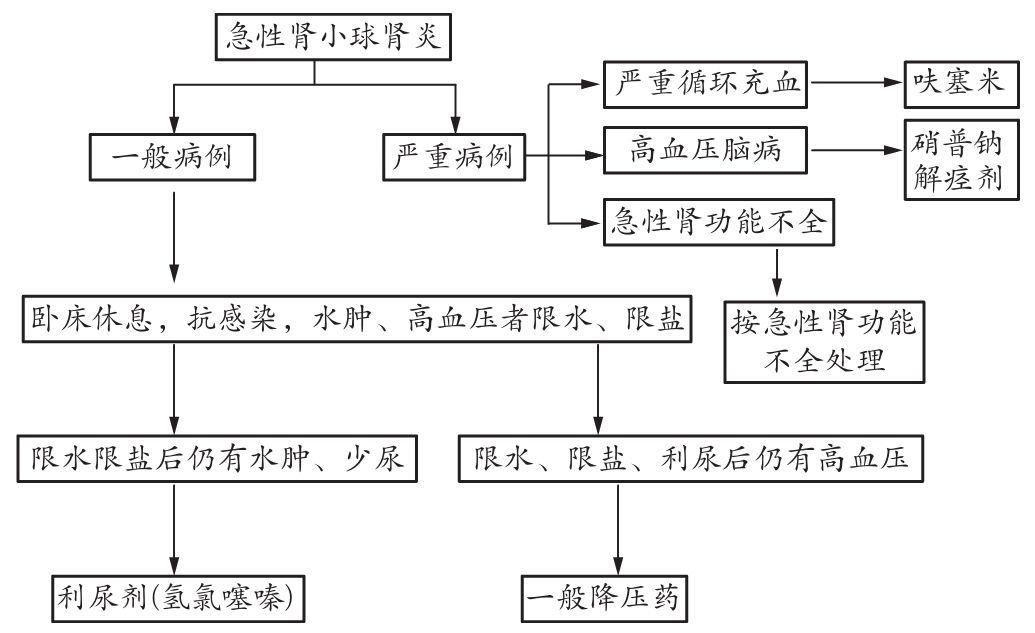 急性肾小球肾炎
严重循环充血
呋塞米
一般病例
严重病例
高血压脑病
硝普钠
解痉剂
急性肾功能不全
卧床休息，抗感染，水肿、高血压者限水、限盐
按急性肾功能
不全处理
限水限盐后仍有水肿、少尿
限水、限盐、利尿后仍有高血压
利尿剂(氢氯噻嗪)
一般降压药